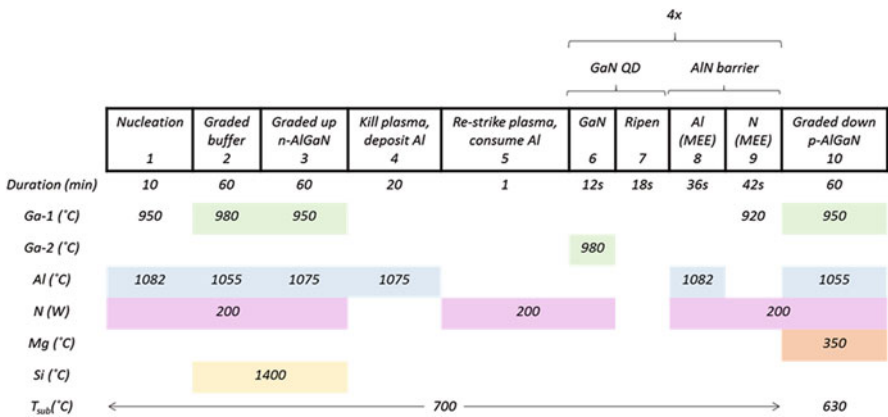 4x
GaN QD AlN barrier
Nucleation Graded buffer Graded up n-AlGaN Kill plasma, deposit Al Re-strike plasma, consume Al GaN Ripen Al (MEE) N (MEE) Graded down p-AlGaN
1 2 3 4 5 6 7 8 9 10
Duration (min) 10 60 60 20 1 12s 18s 36s 42s 60
Ga-1 (˚C) 950 980 950 920 950
Ga-2 (˚C) 980
Al (˚C) 1082 1055 1075 1075 1082 1055
N (W) 200 200 200
Mg (˚C) 350
Si (˚C) 1400
Tsub(˚C) 700 630